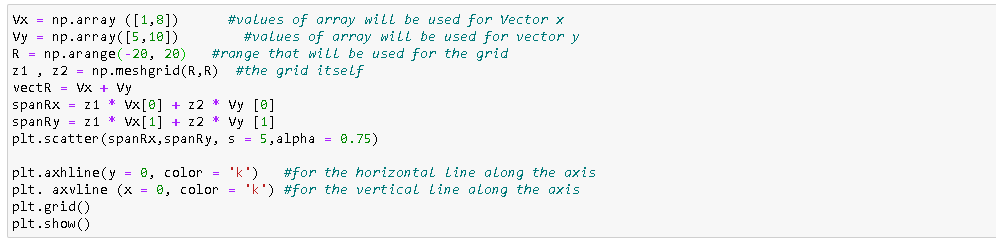 Vx = np.array ([1,8])       #values of array will be used for Vector x
Vy = np.array([5,10])         #values of array will be used for vector y
R = np.arange(-20, 20)   #range that will be used for the grid
z1 , z2 = np.meshgrid(R,R)  #the grid itself
vectR = Vx + Vy
spanRx = z1 * Vx[0] + z2 * Vy [0]
spanRy = z1 * Vx[1] + z2 * Vy [1]
plt.scatter(spanRx,spanRy, s = 5,alpha = 0.75)

plt.axhline(y = 0, color = 'k')   #for the horizontal line along the axis
plt. axvline (x = 0, color = 'k') #for the vertical line along the axis
plt.grid()
plt.show()